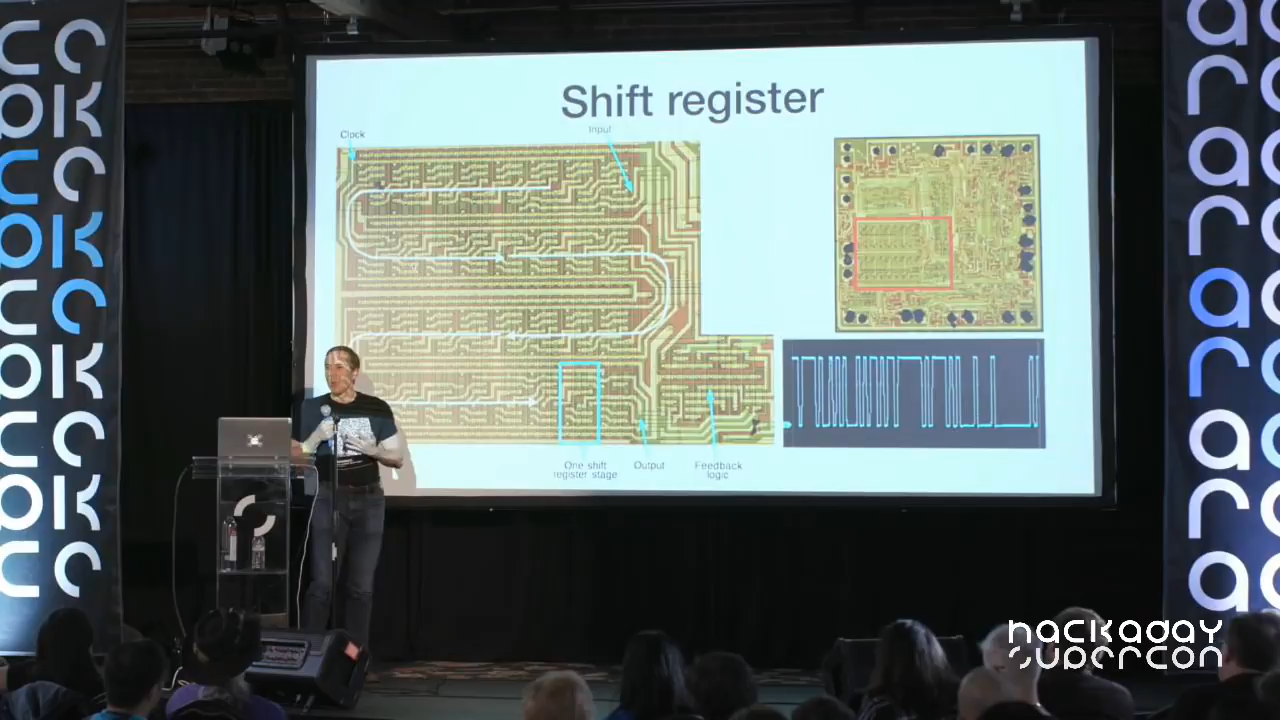 Shift register
Clock
Input
One shift
register stage
Output
Feedback
logic
hackaday
supercon